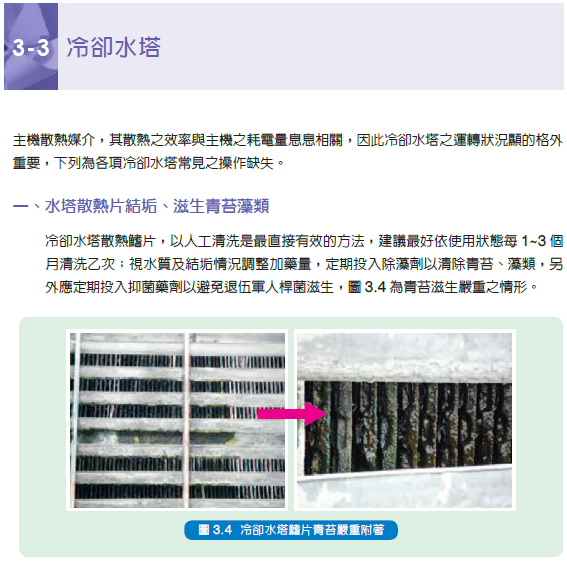 3-3 冷卻水塔
主機散熱媒介，其散熱之效率與主機之耗電量息息相關，因此冷卻水塔之運轉狀況顯的格外
重要，下列為各項冷卻水塔常見之操作缺失。
一、水塔散熱片結垢、滋生青苔藻類
冷卻水塔散熱鰭片，以人工清洗是最直接有效的方法，建議最好依使用狀態每 1~3 個
月清洗乙次；視水質及結垢情況調整加藥量，定期投入除藻劑以清除青苔、藻類，另
外應定期投入抑菌藥劑以避免退伍軍人桿菌滋生，圖 3.4 為青苔滋生嚴重之情形。
圖 3.4 冷卻水塔鰭片青苔嚴重附著